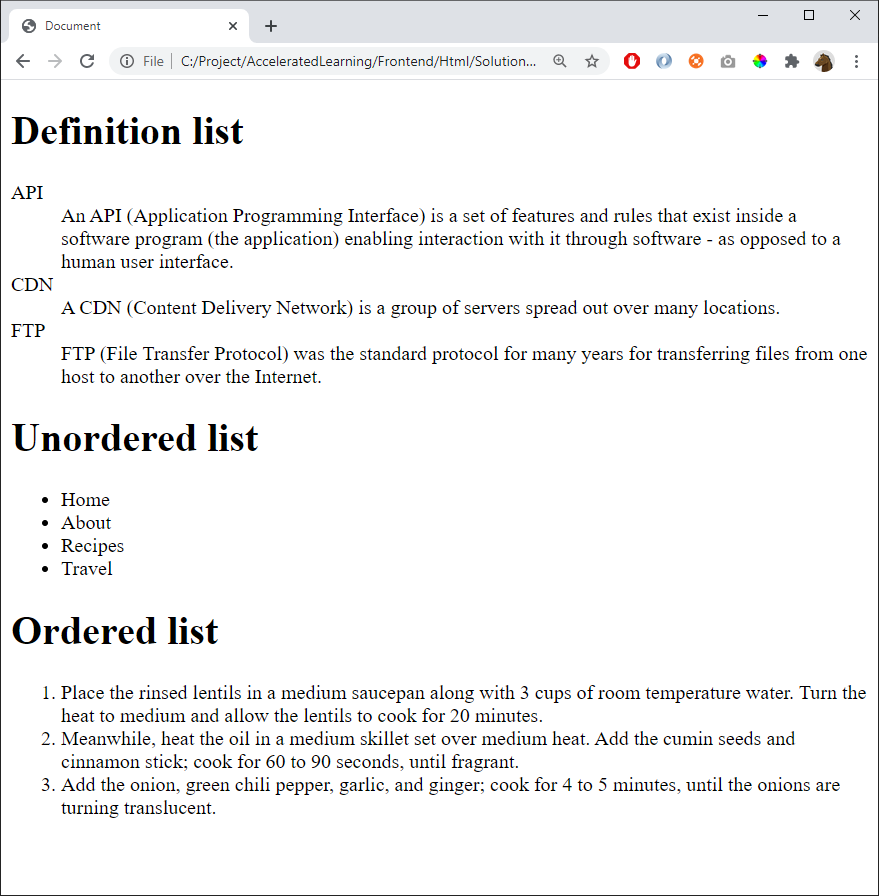 Document
File
C:/Project/AcceleratedLearning/Frontend/Html/Solution...
Definition list
API
An API (Application Programming Interface) is a set of features and rules that exist inside a
software program (the application) enabling interaction with it through software - as opposed to a
human user interface.
CDN
A CDN (Content Delivery Network) is a group of servers spread out over many locations.
FTP
FTP (File Transfer Protocol) was the standard protocol for many years for transferring files from one
host to another over the Internet.
Unordered list
• Home
• About
• Recipes
• Travel
Ordered list
1. Place the rinsed lentils in a medium saucepan along with 3 cups of room temperature water. Turn the
heat to medium and allow the lentils to cook for 20 minutes.
2. Meanwhile, heat the oil in a medium skillet set over medium heat. Add the cumin seeds and
cinnamon stick; cook for 60 to 90 seconds, until fragrant.
3. Add the onion, green chili pepper, garlic, and ginger; cook for 4 to 5 minutes, until the onions are
turning translucent.